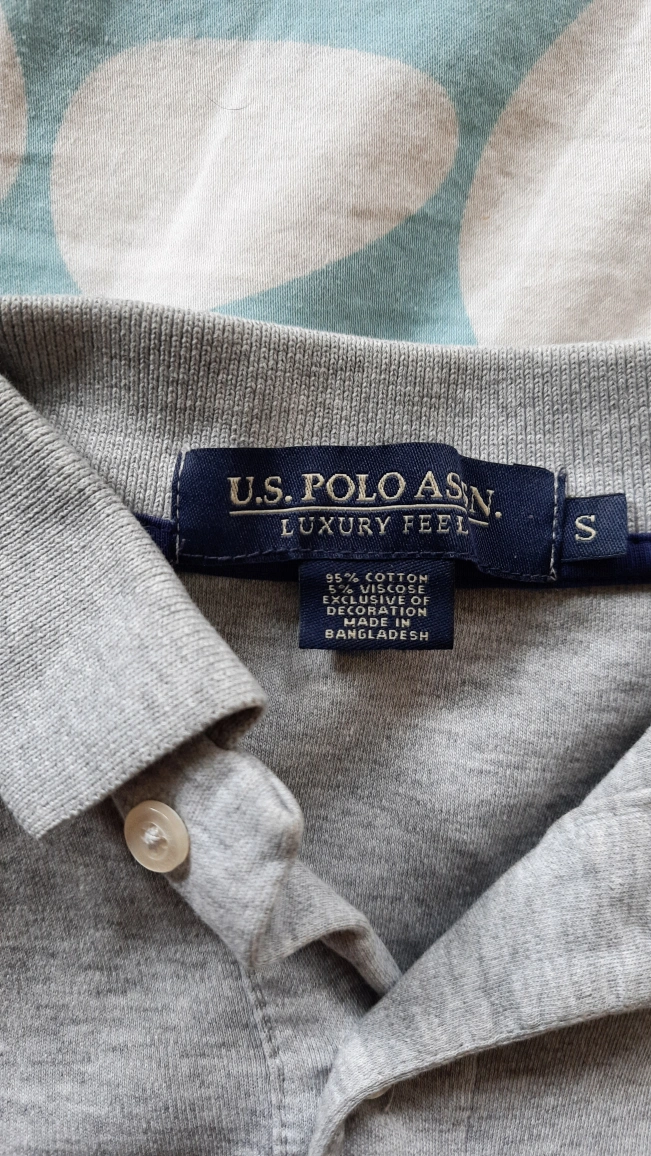 U.S. POLO ASSN.
LUXURY FEEL
S
95% COTTON
5% VISCOSE
EXCLUSIVE OF
DECORATION
MADE IN
BANGLADESH